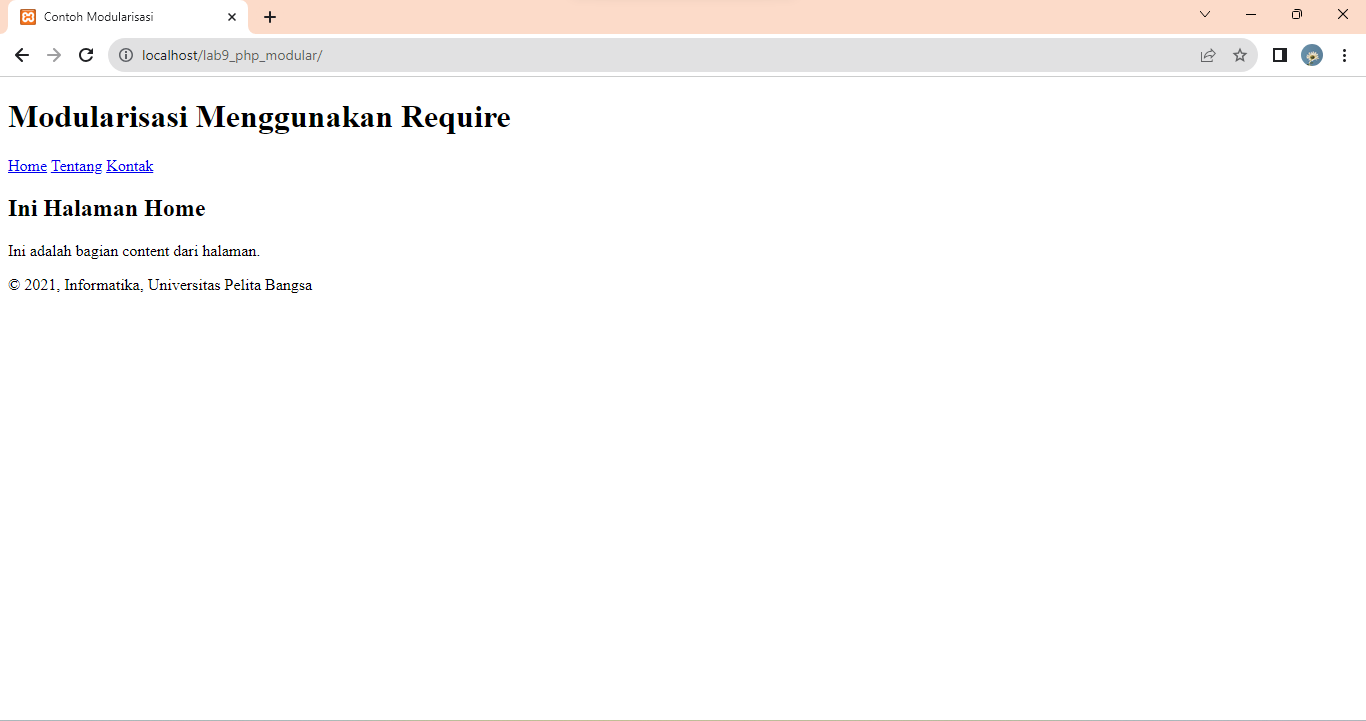 Contoh Modularisasi
localhost/lab9_php_modular/
Modularisasi Menggunakan Require
Home Tentang Kontak
Ini Halaman Home
Ini adalah bagian content dari halaman.
© 2021, Informatika, Universitas Pelita Bangsa